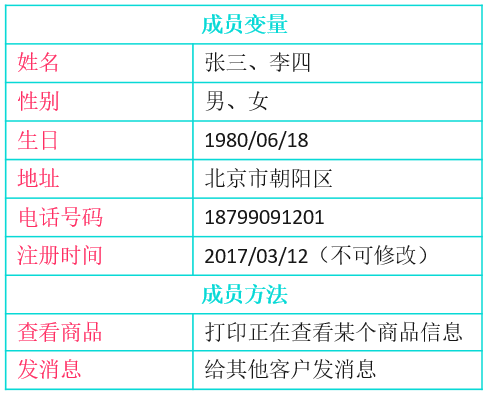 成员变量
姓名 张三、李四
性别 男、女
生日 1980/06/18
地址 北京市朝阳区
电话号码 18799091201
注册时间 2017/03/12（不可修改）
成员方法
查看商品 打印正在查看某个商品信息
发消息 给其他客户发消息